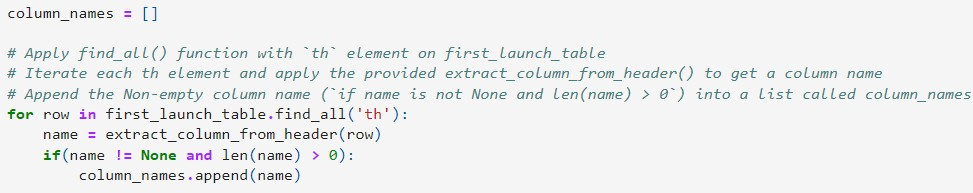 column_names = []
# Apply find_all() function with `th` element on first_launch_table
# Iterate each th element and apply the provided extract_column_from_header() to get a column name
# Append the Non-empty column name (`if name is not None and len(name) > 0`) into a list called column_names
for row in first_launch_table.find_all('th'):
    name = extract_column_from_header(row)
    if(name != None and len(name) > 0):
        column_names.append(name)